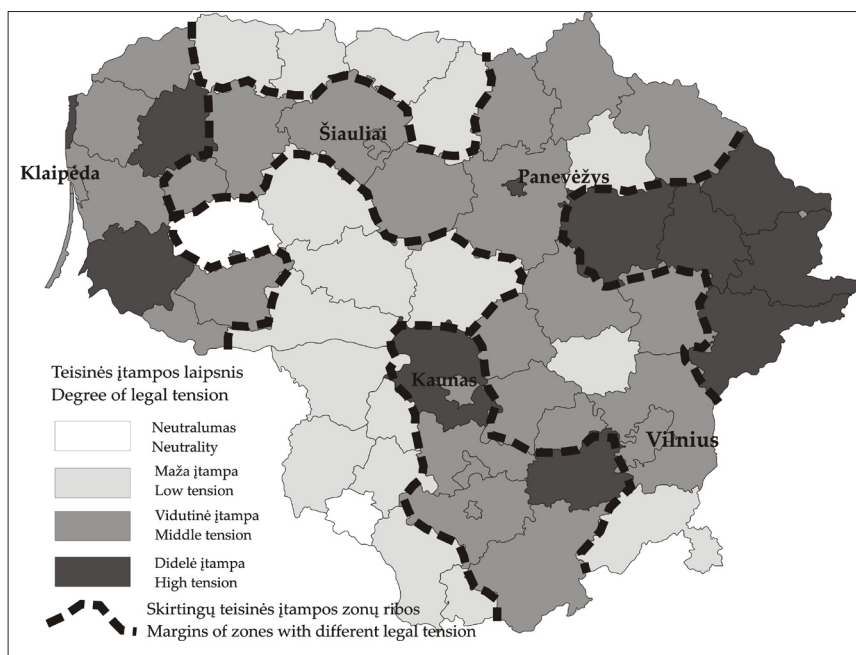 Šiauliai
Klaipėda
Panevėžys
Kaunas
Vilnius
Teisinės įtampos laipsnis
Degree of legal tension
Neutralumas
Neutrality
Maža įtampa
Low tension
Vidutinė įtampa
Middle tension
Didelė įtampa
High tension
Skirtingų teisinės įtampos zonų ribos
Margins of zones with different legal tension